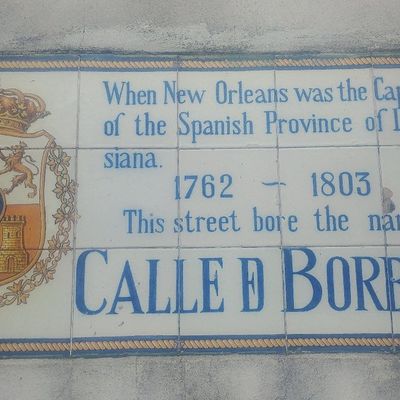 When New Orleans was the Cap
of the Spanish Province of L
siana.
1762 – 1803
This street bore the nam
CALLE D BORB